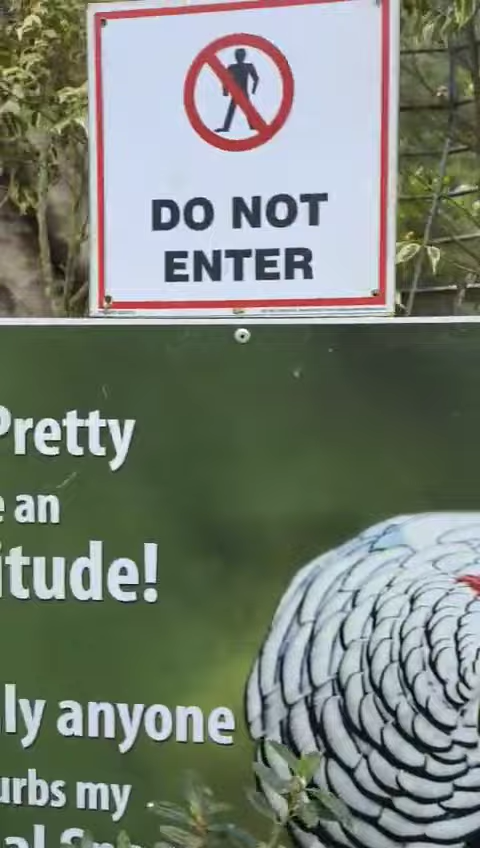 DO NOT
ENTER
Pretty
e an
itude!
ly anyone
urbs my